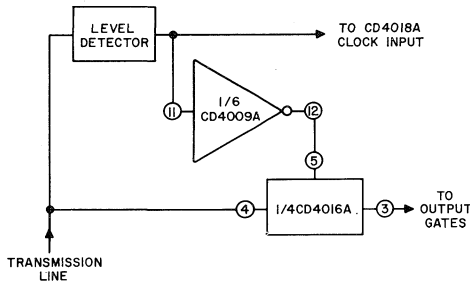 LEVEL
DETECTOR
TO CD4018A
CLOCK INPUT
1/6
CD4009A
11
12
5
4
1/4CD4016A
3
TO
OUTPUT
GATES
TRANSMISSION
LINE